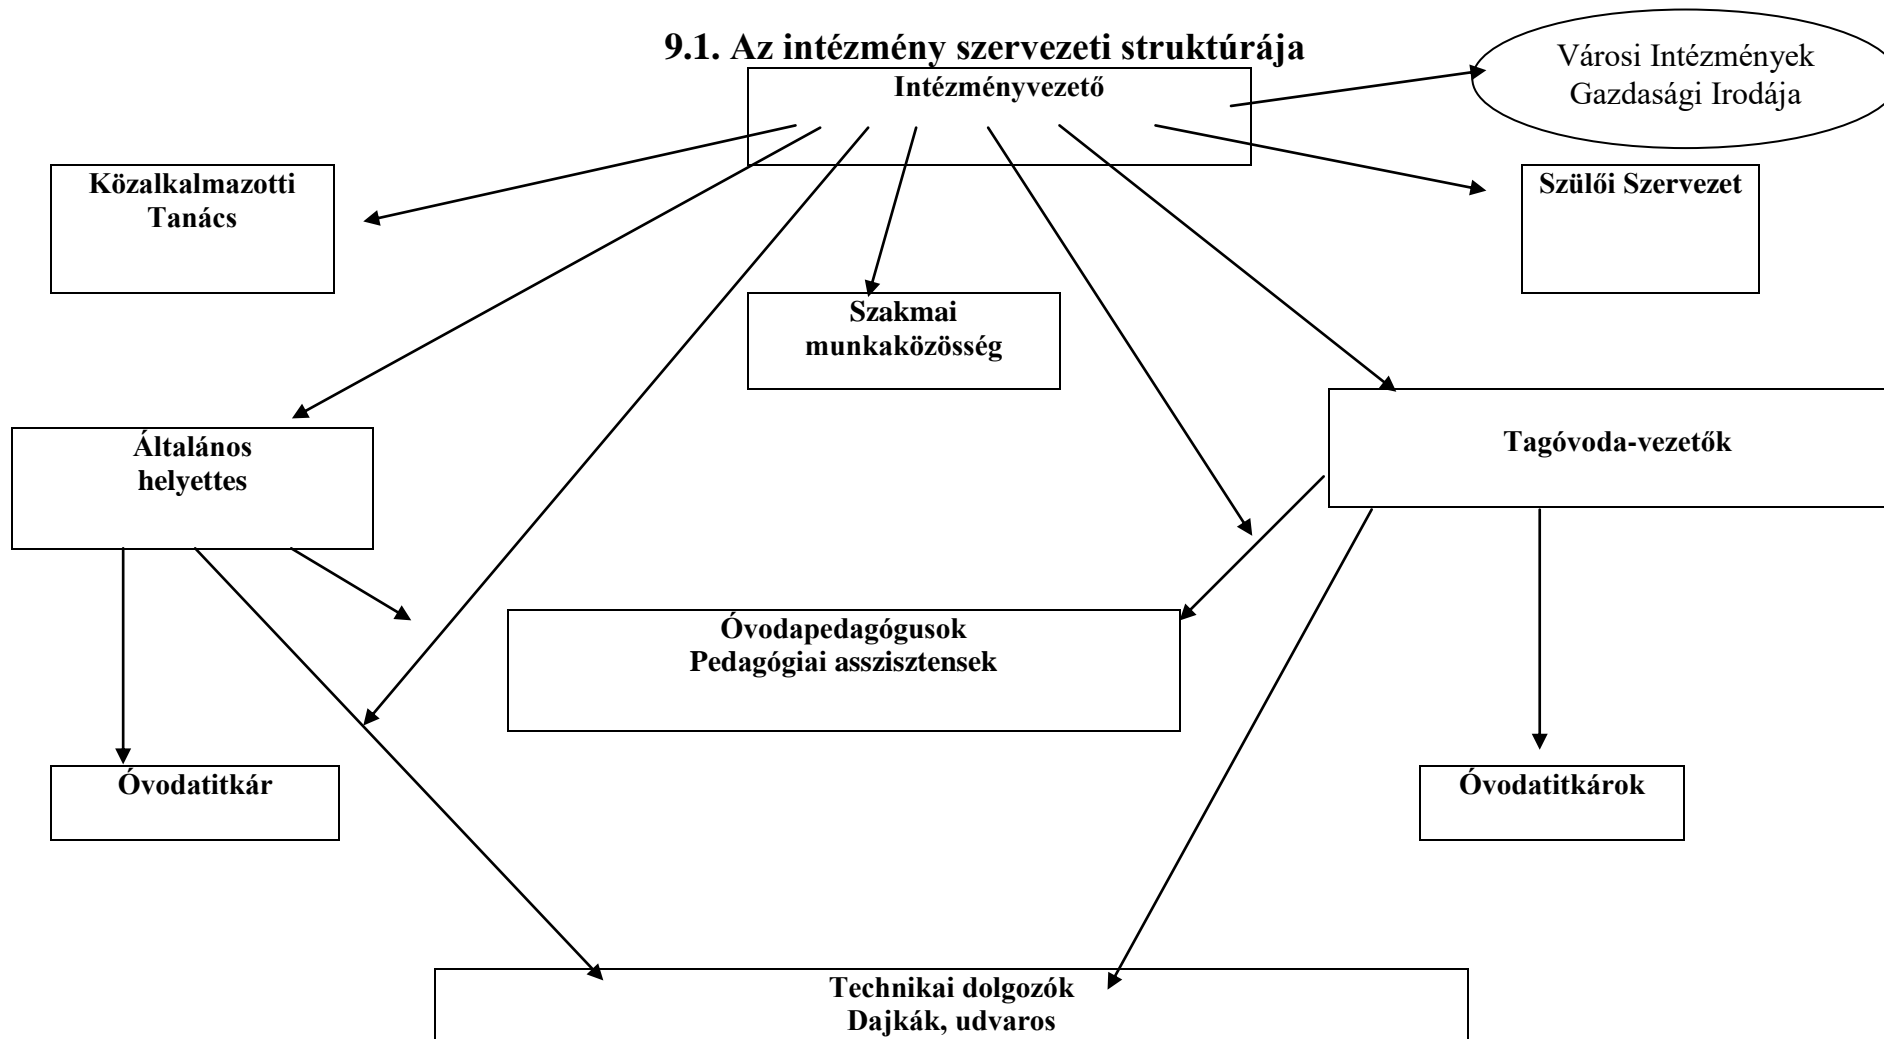 9.1. Az intézmény szervezeti struktúrája
Városi Intézmények
Gazdasági Irodája
Intézményvezető
Közalkalmazotti
Tanács
Szülői Szervezet
Szakmai
munkaközösség
Általános
helyettes
Tagóvoda-vezetők
Óvodapedagógusok
Pedagógiai asszisztensek
Óvodatitkár
Óvodatitkárok
Technikai dolgozók
Dajkák, udvaros